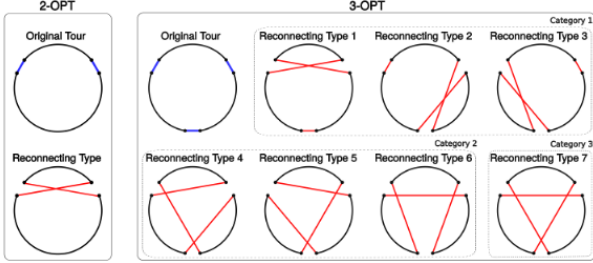 2-OPT
3-OPT
Category 1
Original Tour
Original Tour
Reconnecting Type 1
Reconnecting Type 2
Reconnecting Type 3
Category 2
Category 3
Reconnecting Type
Reconnecting Type 4
Reconnecting Type 5
Reconnecting Type 6
Reconnecting Type 7